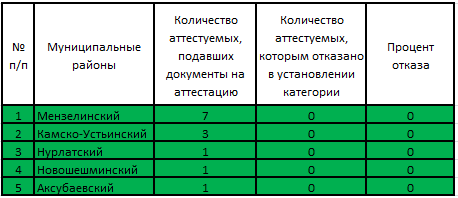 № п/п
Муниципальные районы
Количество аттестуемых, подавших документы на аттестацию
Количество аттестуемых, которым отказано в установлении категории
Процент отказа
1 Мензелинский 7 0 0
2 Камско-Устьинский 3 0 0
3 Нурлатский 1 0 0
4 Новошешминский 1 0 0
5 Аксубаевский 1 0 0